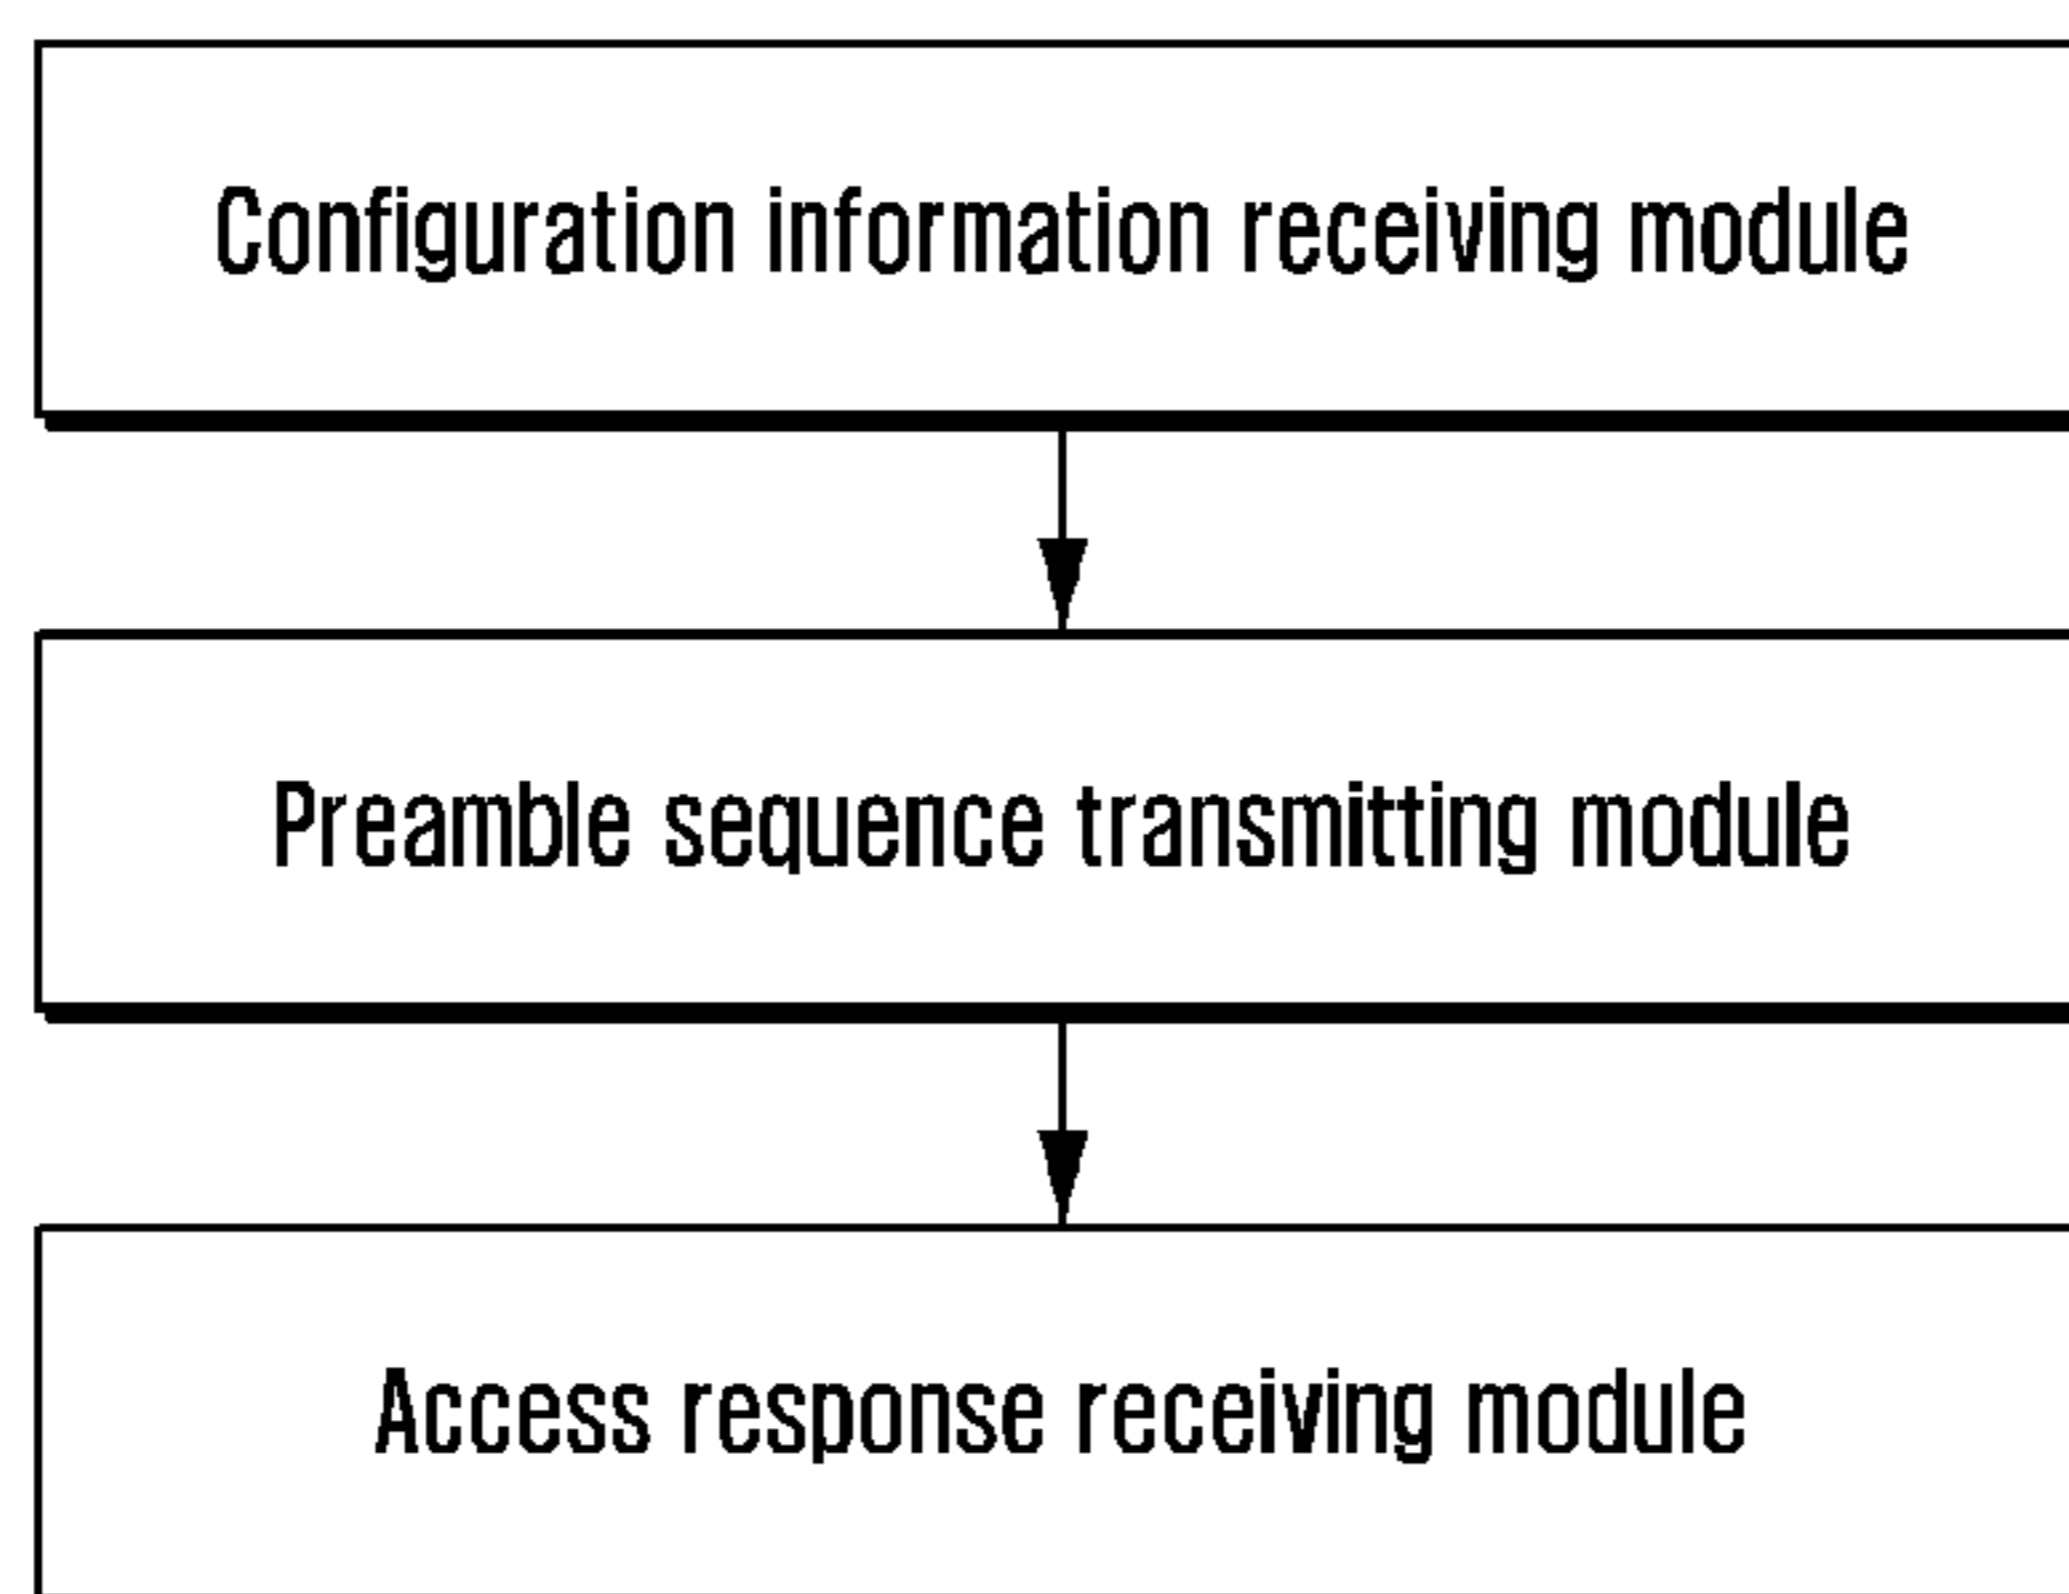 Configuration information receiving module
Preamble sequence transmitting module
Access response receiving module